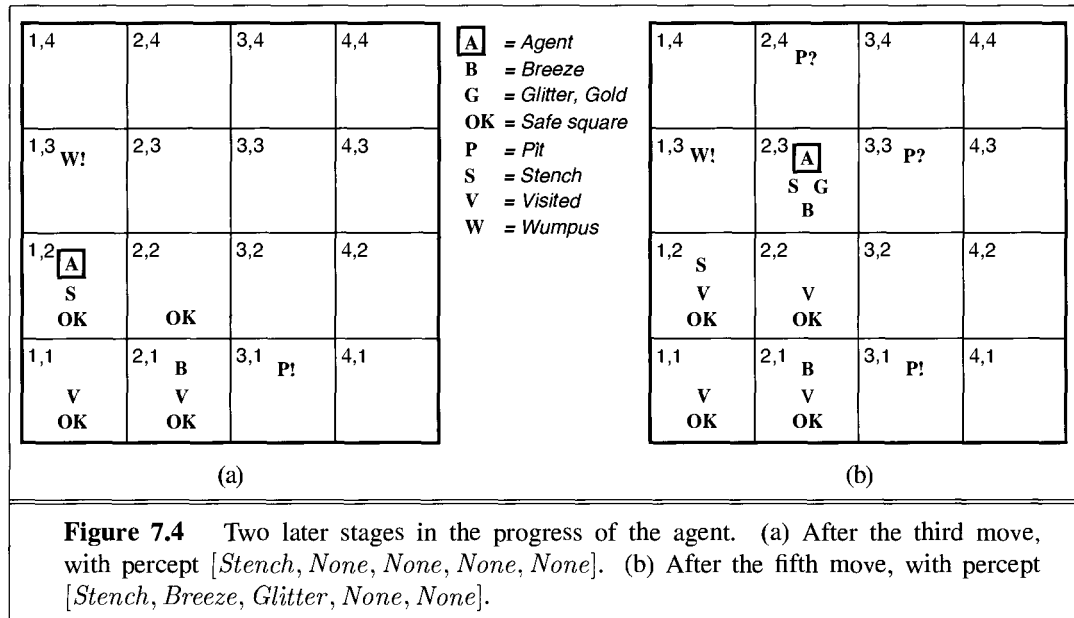 1,4 2,4 3,4 4,4
1,3 W! 2,3 3,3 4,3
1,2 A 2,2 3,2 4,2
S
OK OK
1,1 2,1 B 3,1 P! 4,1
V V
OK OK
(a)
A = Agent
B = Breeze
G = Glitter, Gold
OK = Safe square
P = Pit
S = Stench
V = Visited
W = Wumpus
1,4 2,4 P? 3,4 4,4
1,3 W! 2,3 A 3,3 P? 4,3
S G
B
1,2 S 2,2 3,2 4,2
V V
OK OK
1,1 2,1 B 3,1 P! 4,1
V V
OK OK
(b)
Figure 7.4 Two later stages in the progress of the agent. (a) After the third move,
with percept [Stench, None, None, None, None]. (b) After the fifth move, with percept
[Stench, Breeze, Glitter, None, None].